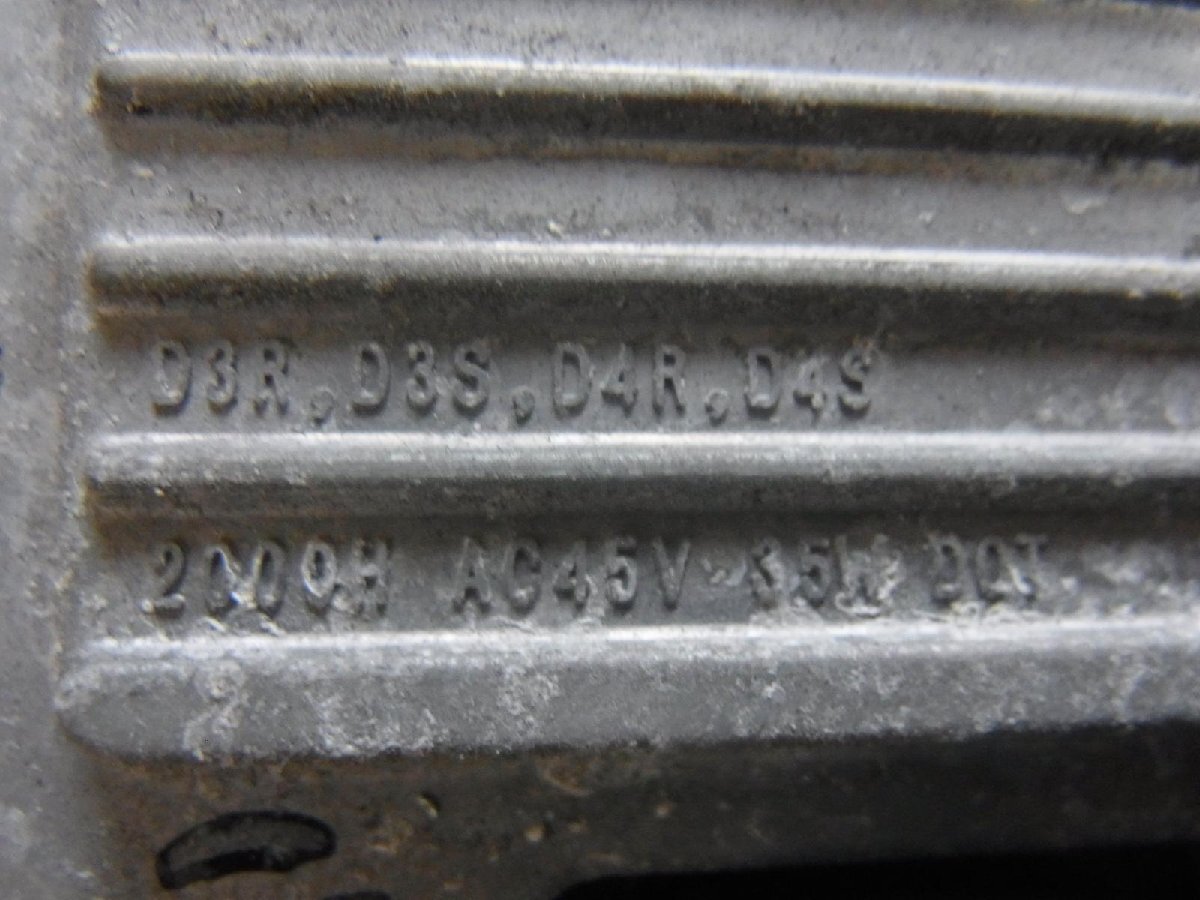 D3R,D3S,D4R,D4S
2000H AC45V 35W DOT